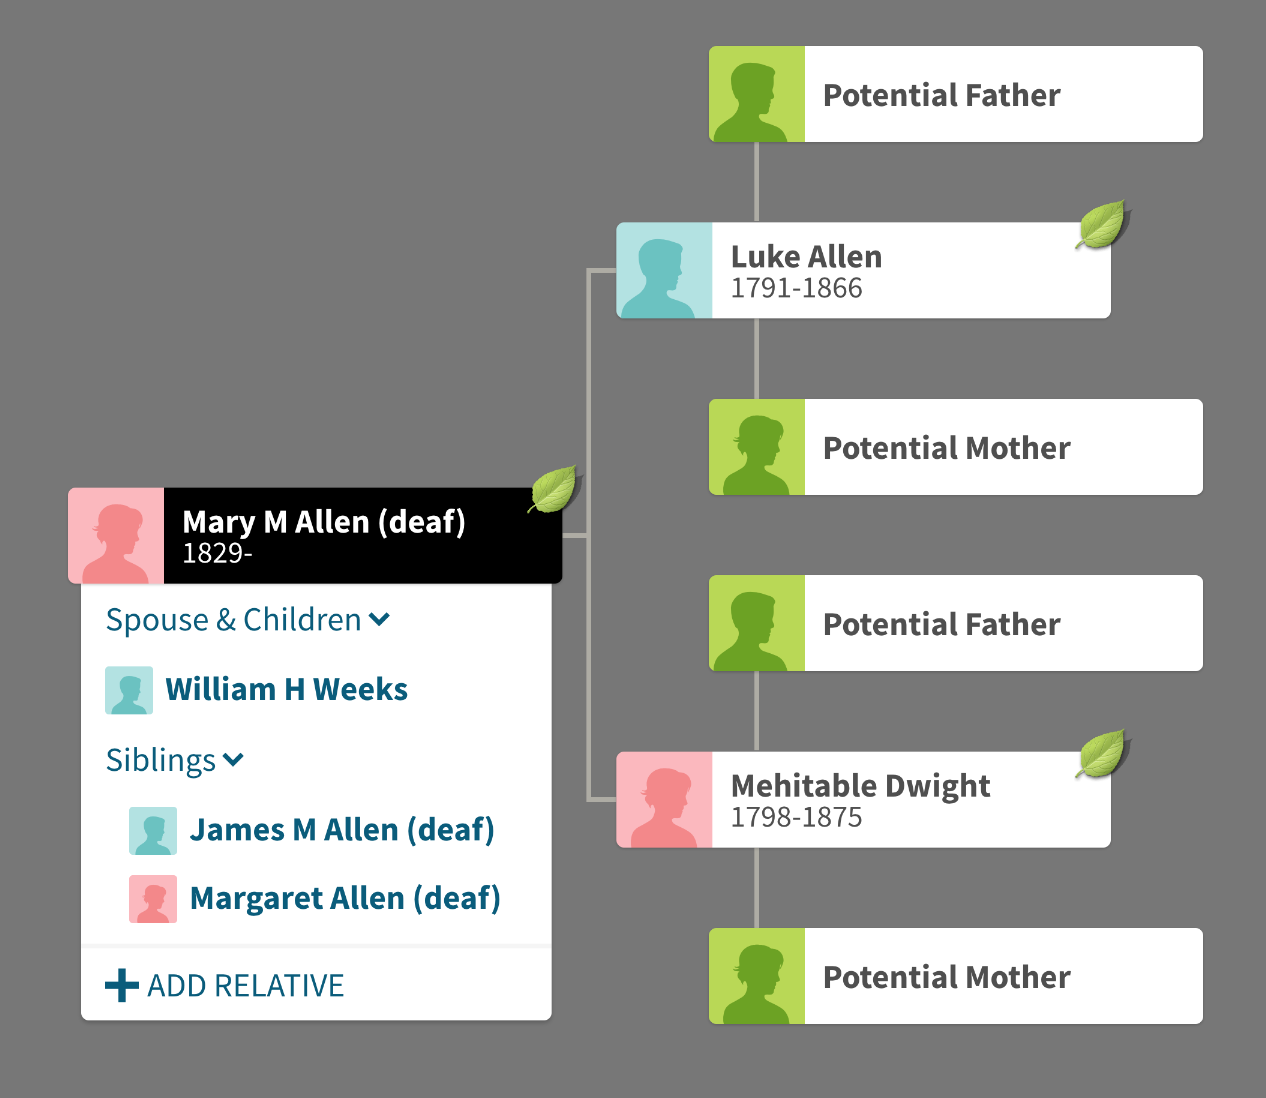 Potential Father
Luke Allen
1791-1866
Potential Mother
Mary M Allen (deaf)
1829-
Spouse & Children
William H Weeks
Siblings
James M Allen (deaf)
Margaret Allen (deaf)
ADD RELATIVE
Potential Father
Mehitable Dwight
1798-1875
Potential Mother